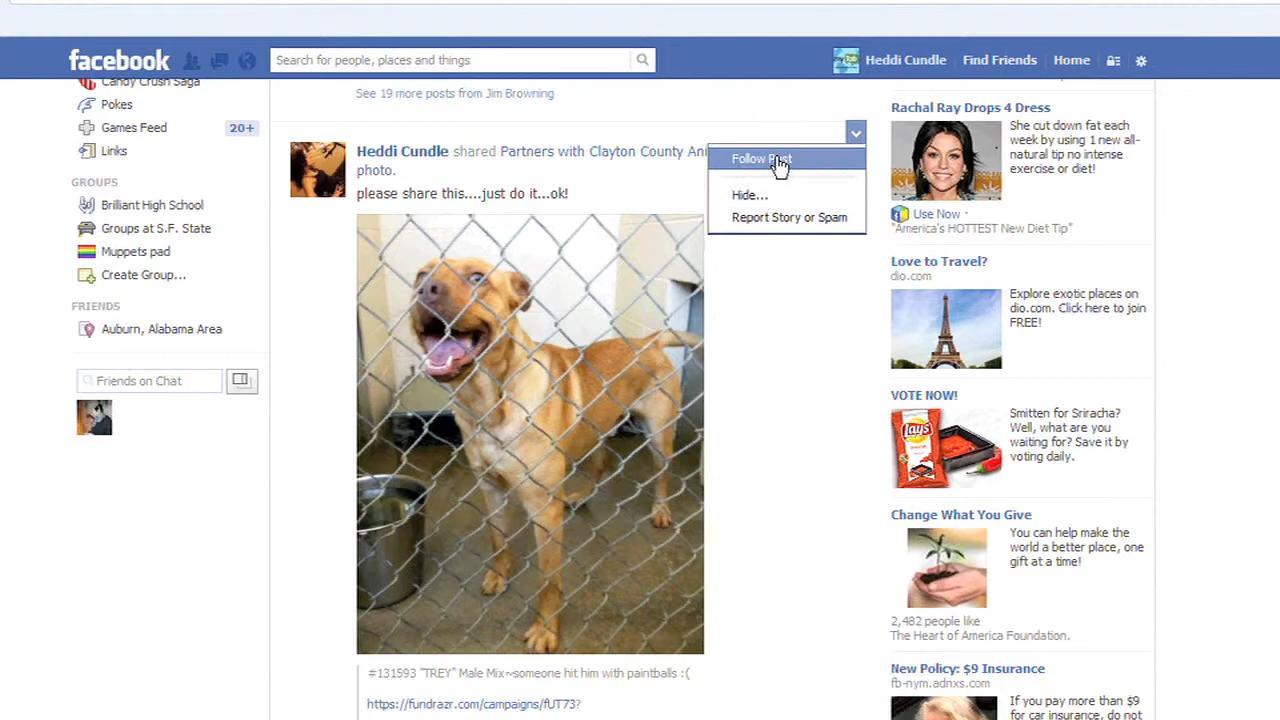 facebook
Search for people, places and things
Heddi Cundle
Find Friends
Home
Candy Crush Saga
Pokes
Games Feed
20+
Links
GROUPS
Brilliant High School
Groups at S.F. State
Muppets pad
Create Group...
FRIENDS
Auburn, Alabama Area
Friends on Chat
See 19 more posts from Jim Browning
Heddi Cundle shared Partners with Clayton County Ani
photo.
please share this....just do it...ok!
Follow Post
Hide...
Report Story or Spam
#131593 "TREY" Male Mix~someone hit him with paintballs :(
https://fundrazr.com/campaigns/fUT73?
Rachal Ray Drops 4 Dress
She cut down fat each
week by using 1 new all-
natural tip no intense
exercise or diet!
Use Now ·
"America's HOTTEST New Diet Tip"
Love to Travel?
dio.com
Explore exotic places on
dio.com. Click here to join
FREE!
VOTE NOW!
Lay's
Smitten for Sriracha?
Well, what are you
waiting for? Save it by
voting daily.
Change What You Give
You can help make the
world a better place, one
gift at a time!
2,482 people like
The Heart of America Foundation.
New Policy: $9 Insurance
fb-nym.adnxs.com
If you pay more than $9
for car insurance, do not